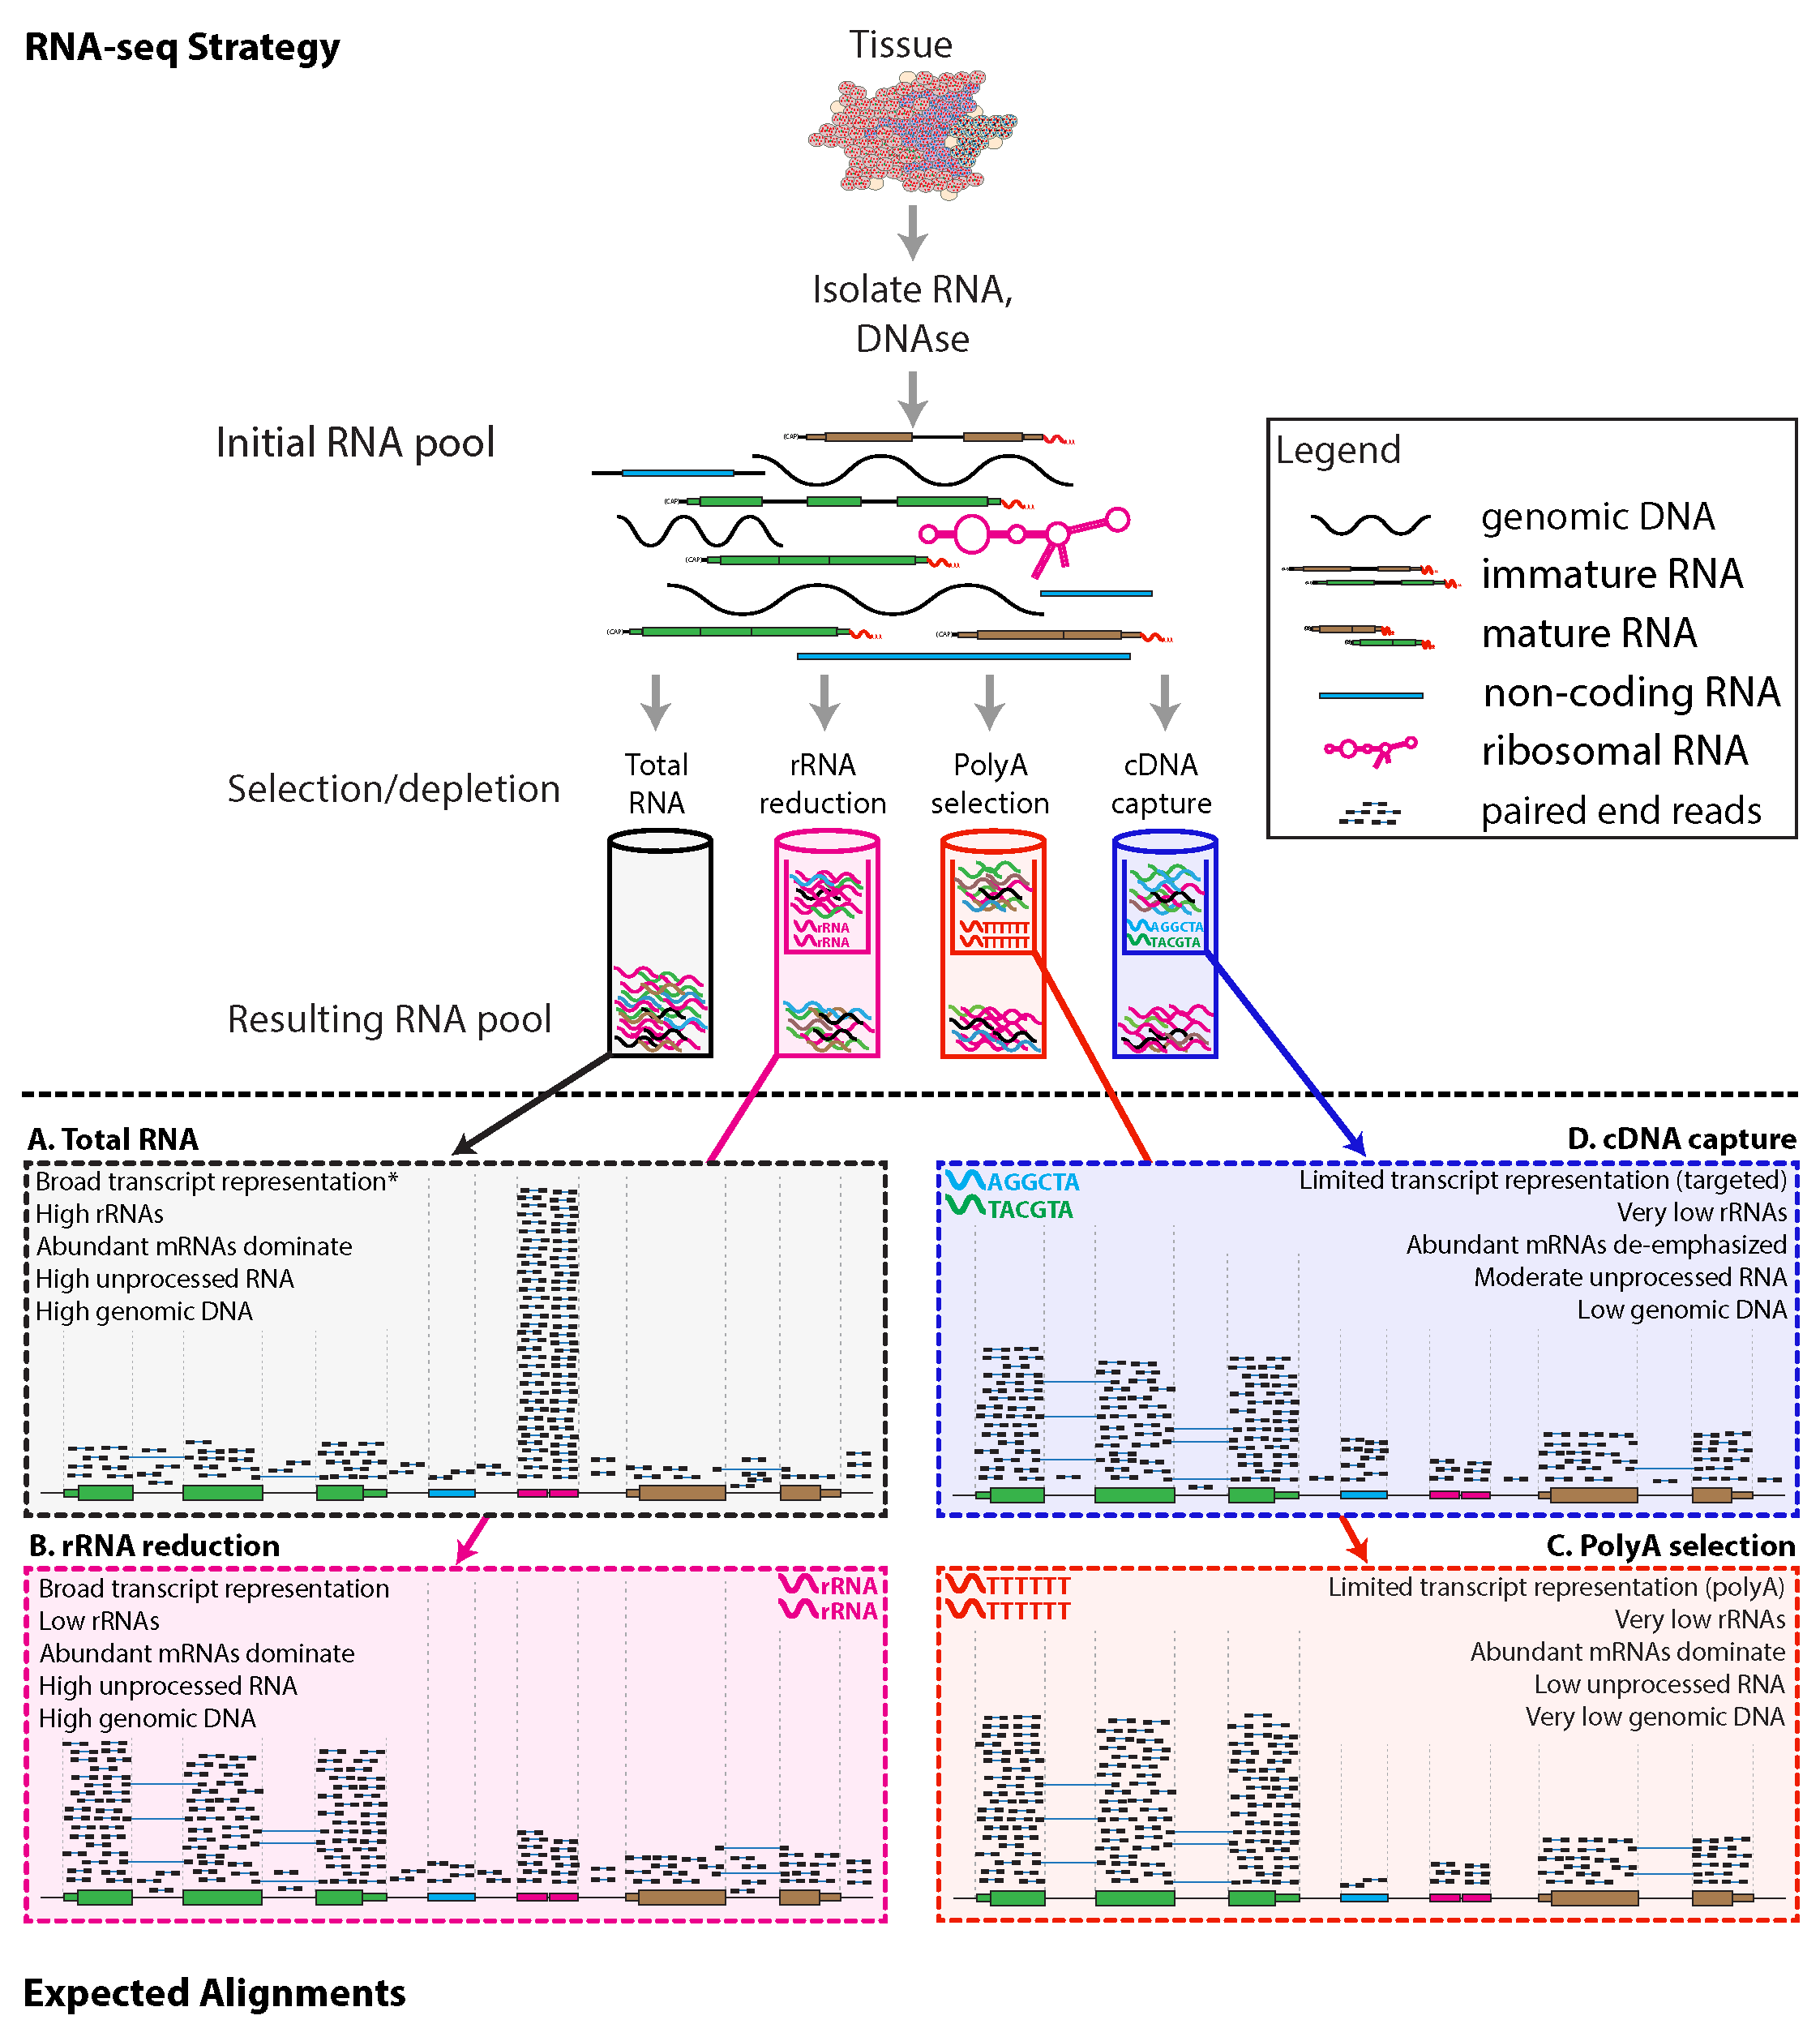 RNA-seq Strategy
Tissue
Isolate RNA,
DNAse
Initial RNA pool
(CAP)
(CAP)
(CAP)
(CAP)
(CAP)
Legend
genomic DNA
immature RNA
mature RNA
non-coding RNA
ribosomal RNA
paired end reads
Selection/depletion
Total
RNA
rRNA
reduction
PolyA
selection
cDNA
capture
rRNA
rRNA
TTTTTT
TTTTTT
AGGCTA
TACGTA
Resulting RNA pool
A. Total RNA
Broad transcript representation*
High rRNAs
Abundant mRNAs dominate
High unprocessed RNA
High genomic DNA
D. cDNA capture
AGGCTA
TACGTA
Limited transcript representation (targeted)
Very low rRNAs
Abundant mRNAs de-emphasized
Moderate unprocessed RNA
Low genomic DNA
B. rRNA reduction
Broad transcript representation
Low rRNAs
Abundant mRNAs dominate
High unprocessed RNA
High genomic DNA
rRNA
rRNA
C. PolyA selection
TTTTTT
TTTTTT
Limited transcript representation (polyA)
Very low rRNAs
Abundant mRNAs dominate
Low unprocessed RNA
Very low genomic DNA
Expected Alignments